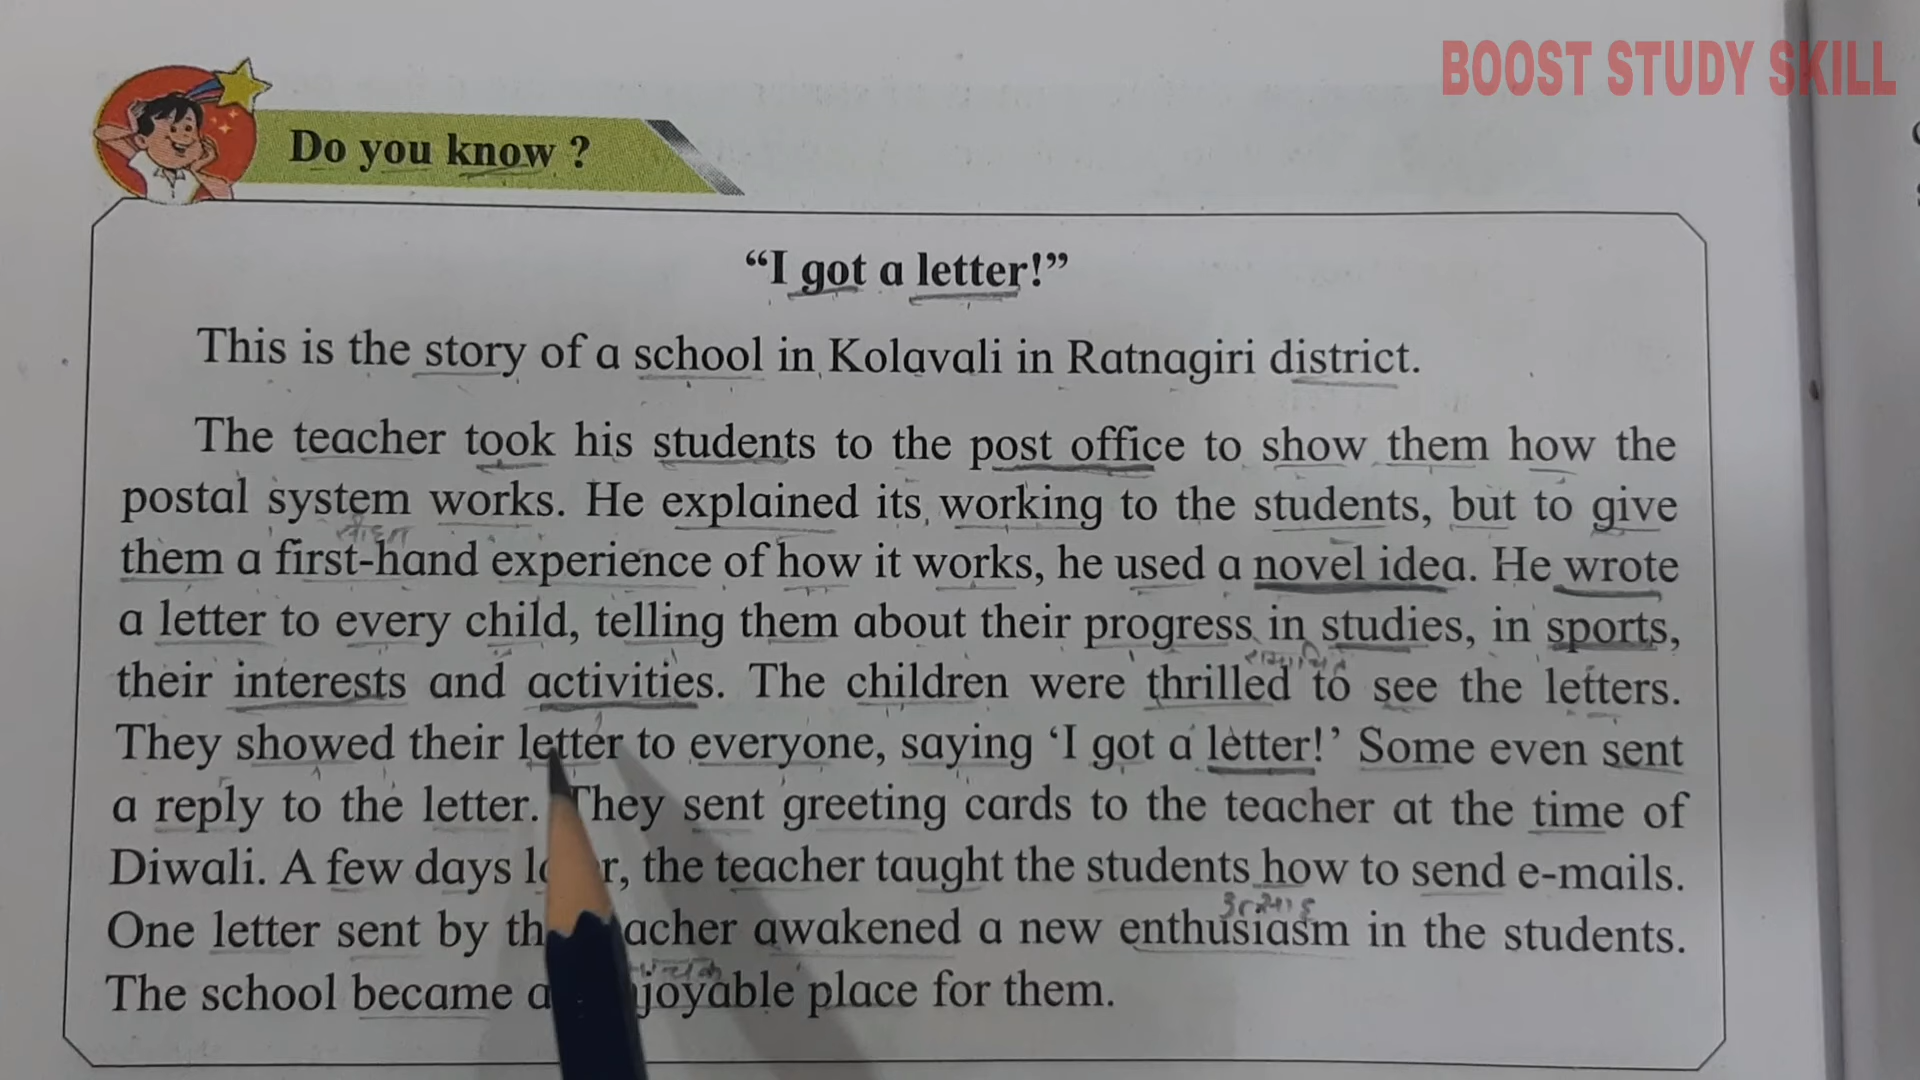 BOOST STUDY SKILL
Do you know ?
“I got a letter!”
This is the story of a school in Kolavali in Ratnagiri district.
The teacher took his students to the post office to show them how the
postal system works. He explained its working to the students, but to give
them a first-hand experience of how it works, he used a novel idea. He wrote
a letter to every child, telling them about their progress in studies, in sports,
their interests and activities. The children were thrilled to see the letters.
They showed their letter to everyone, saying ‘I got a letter!’ Some even sent
a reply to the letter. They sent greeting cards to the teacher at the time of
Diwali. A few days the teacher taught the students how to send e-mails.
One letter sent by awakened a new enthusiasm in the students.
The school became place for them.